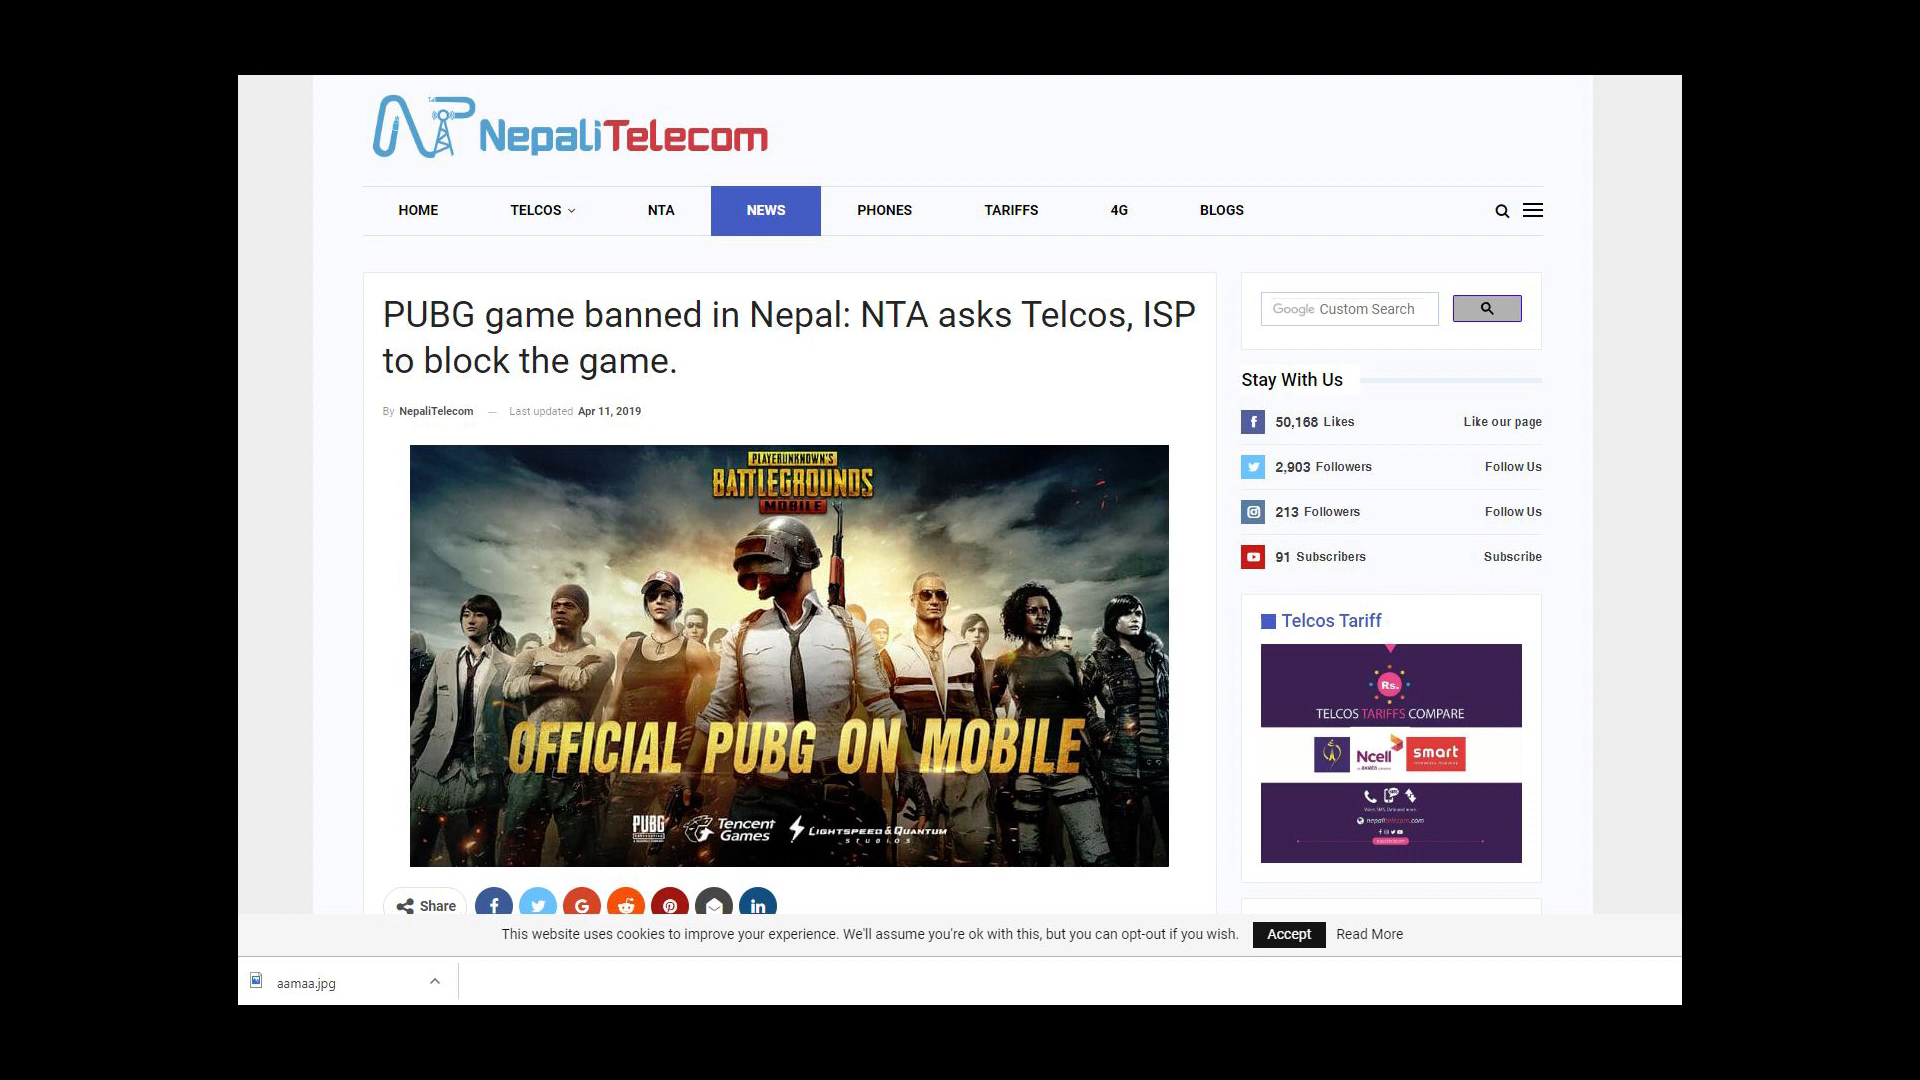 NepaliTelecom
HOME TELCOS NTA NEWS PHONES TARIFFS 4G BLOGS
PUBG game banned in Nepal: NTA asks Telcos, ISP
to block the game.
By NepaliTelecom — Last updated Apr 11, 2019
PLAYERUNKNOWN'S
BATTLEGROUNDS
MOBILE
OFFICIAL PUBG ON MOBILE
PUBG
Tencent
Games
LIGHTSPEED & QUANTUM
STUDIOS
Share
Google Custom Search
Stay With Us
50,168 Likes Like our page
2,903 Followers Follow Us
213 Followers Follow Us
91 Subscribers Subscribe
Telcos Tariff
Rs.
TELCOS TARIFFS COMPARE
Ncell
smart
nepalitelecom.com
This website uses cookies to improve your experience. We'll assume you're ok with this, but you can opt-out if you wish. Accept Read More
aamaa.jpg